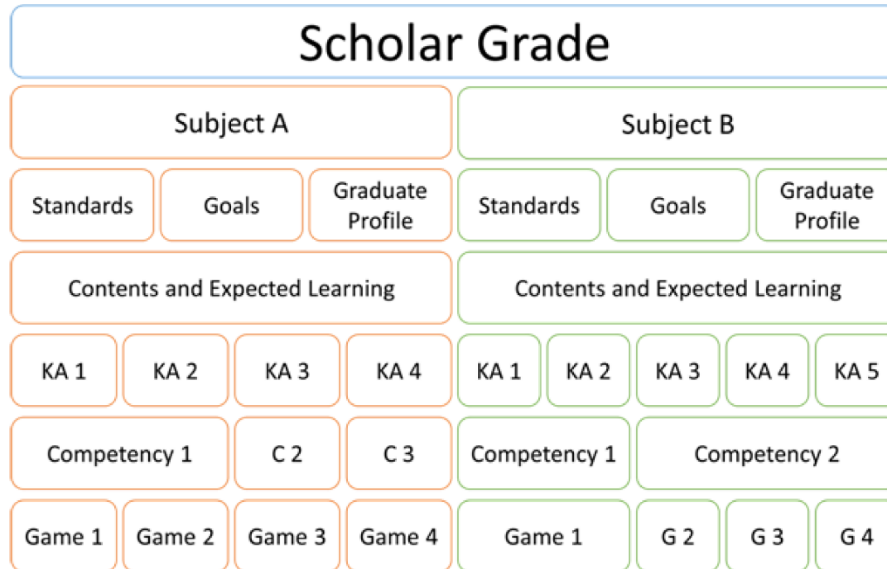 Scholar Grade
Subject A
Subject B
Standards
Goals
Graduate
Profile
Standards
Goals
Graduate
Profile
Contents and Expected Learning
Contents and Expected Learning
KA 1
KA 2
KA 3
KA 4
KA 1
KA 2
KA 3
KA 4
KA 5
Competency 1
C 2
C 3
Competency 1
Competency 2
Game 1
Game 2
Game 3
Game 4
Game 1
G 2
G 3
G 4